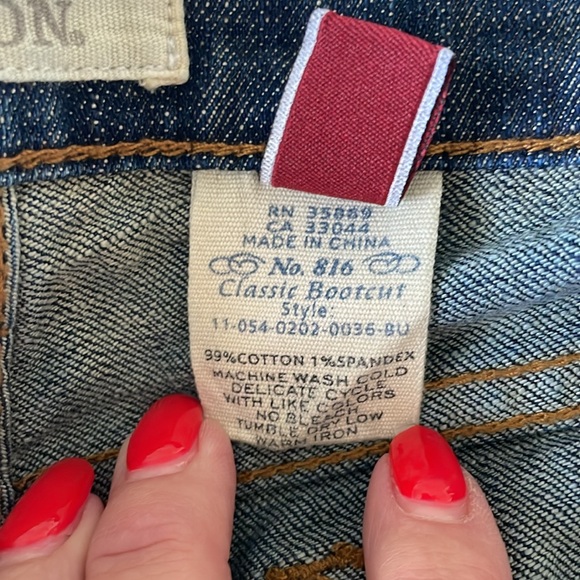 ON.
RN 35889
CA 33044
MADE IN CHINA
No. 816
Classic Bootcut
Style:
11-054-0202-0036-BU
99%COTTON 1%SPANDEX
MACHINE WASH COLD
DELICATE CYCLE
WITH LIKE COLORS
NO BLEACH
TUMBLE DRY LOW
WARM IRON